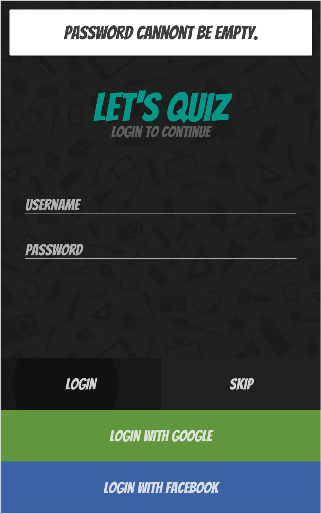 PASSWORD CANNONT BE EMPTY.
LET'S QUIZ
LOGIN TO CONTINUE
USERNAME
PASSWORD
LOGIN
SKIP
LOGIN WITH GOOGLE
LOGIN WITH FACEBOOK